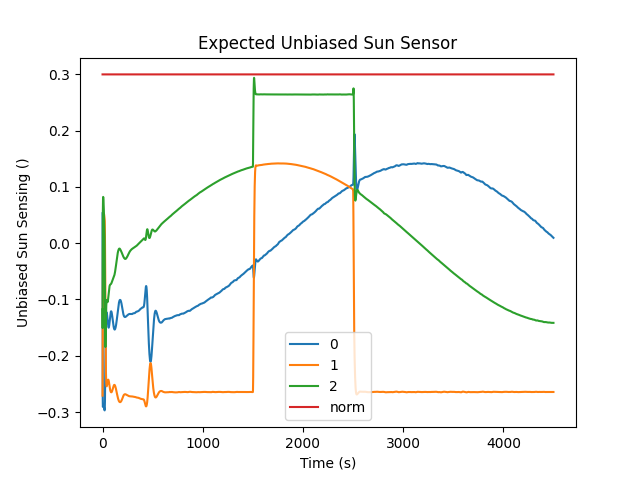 Expected Unbiased Sun Sensor
Unbiased Sun Sensing ()
0.3
0.2
0.1
0.0
−0.1
−0.2
−0.3
0
1
2
norm
0 1000 2000 3000 4000
Time (s)